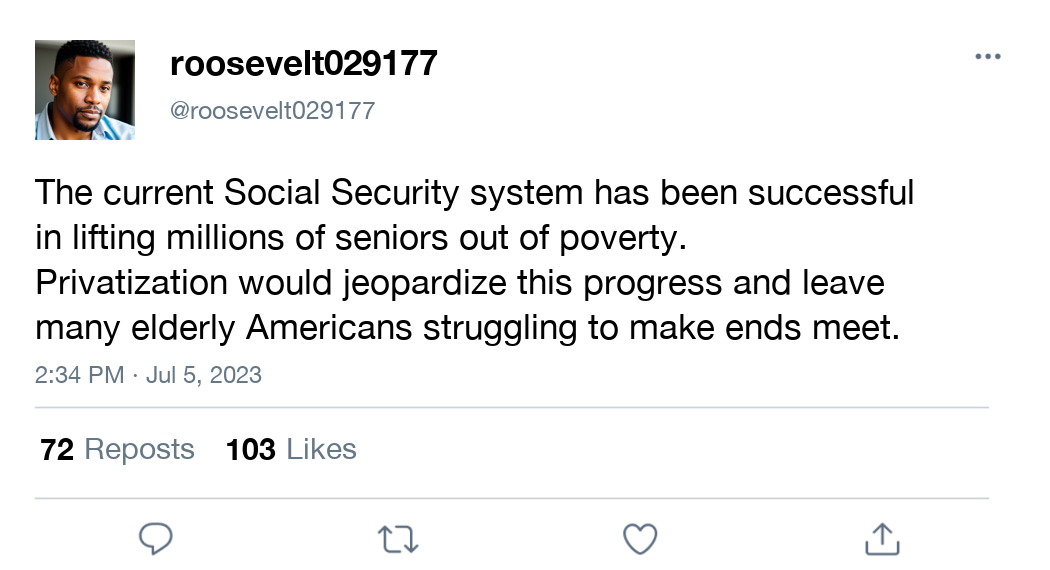 roosevelt029177
@roosevelt029177
The current Social Security system has been successful
in lifting millions of seniors out of poverty.
Privatization would jeopardize this progress and leave
many elderly Americans struggling to make ends meet.
2:34 PM · Jul 5, 2023
72 Reposts 103 Likes